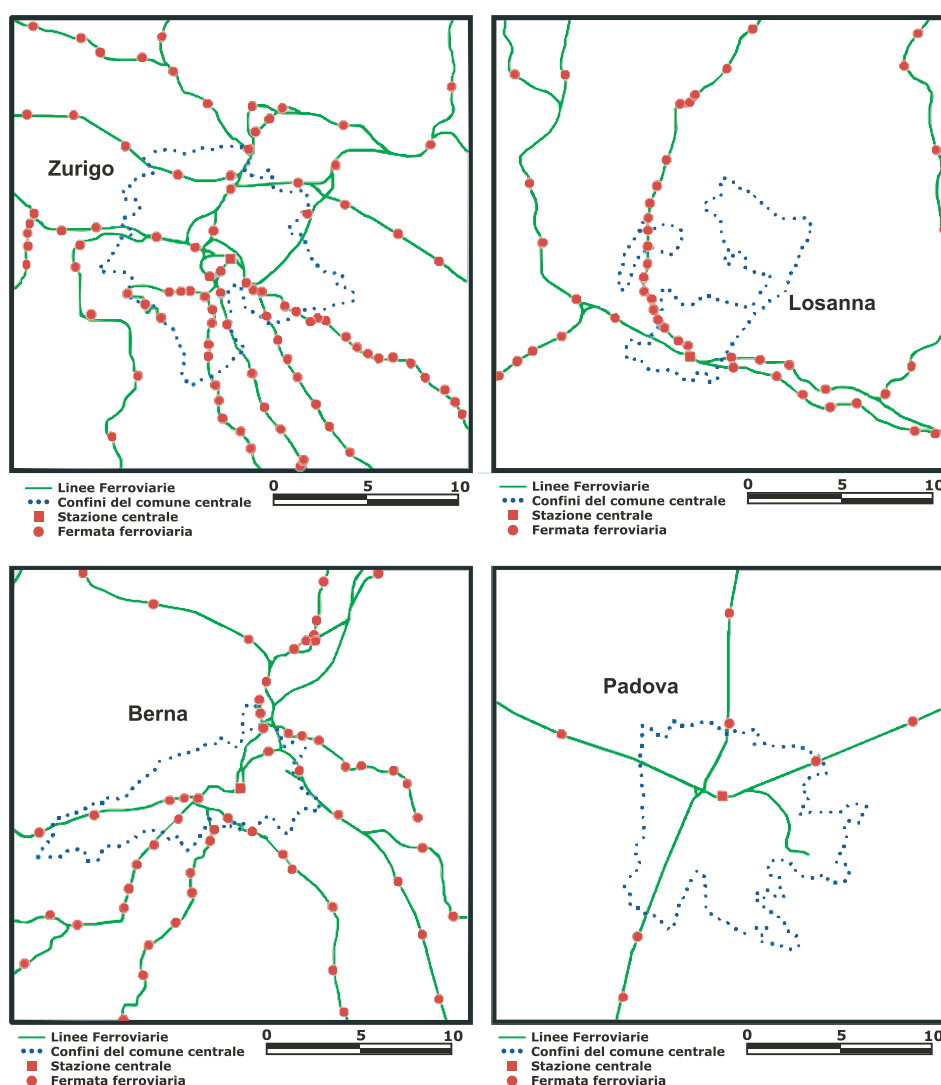 Zurigo
Linee Ferroviarie
Confini del comune centrale
Stazione centrale
Fermata ferroviaria
0 5 10
Losanna
Linee Ferroviarie
Confini del comune centrale
Stazione centrale
Fermata ferroviaria
0 5 10
Berna
Linee Ferroviarie
Confini del comune centrale
Stazione centrale
Fermata ferroviaria
0 5 10
Padova
Linee Ferroviarie
Confini del comune centrale
Stazione centrale
Fermata ferroviaria
0 5 10